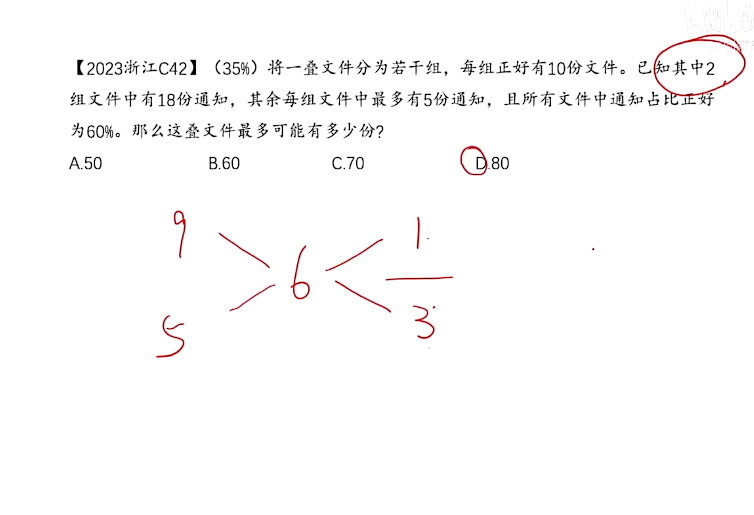 【2023浙江C42】（35%）将一叠文件分为若干组，每组正好有10份文件。已知其中2
组文件中有18份通知，其余每组文件中最多有5份通知，且所有文件中通知占比正好
为60%。那么这叠文件最多可能有多少份?
A.50 B.60 C.70 D.80
9 1
6
5 3